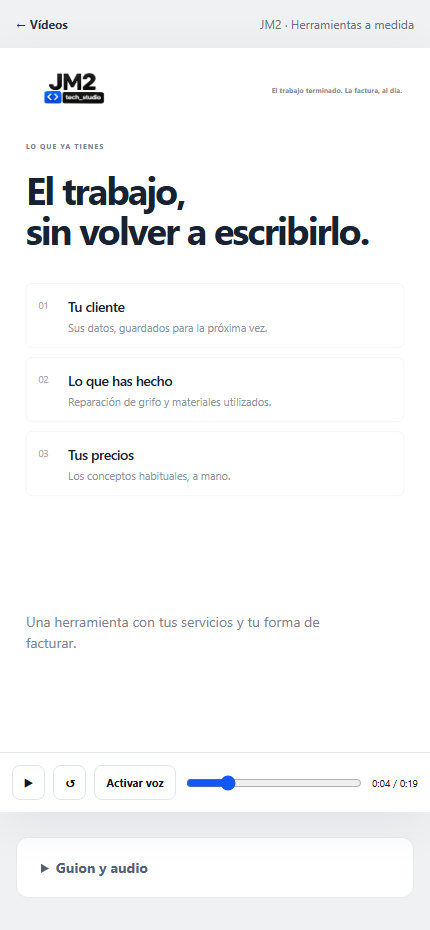 ← Vídeos
JM2 · Herramientas a medida
JM2
<> tech_studio
El trabajo terminado. La factura, al día.
LO QUE YA TIENES
El trabajo,
sin volver a escribirlo.
01
Tu cliente
Sus datos, guardados para la próxima vez.
02
Lo que has hecho
Reparación de grifo y materiales utilizados.
03
Tus precios
Los conceptos habituales, a mano.
Una herramienta con tus servicios y tu forma de
facturar.
▶ ↺ Activar voz 0:04 / 0:19
▶ Guion y audio